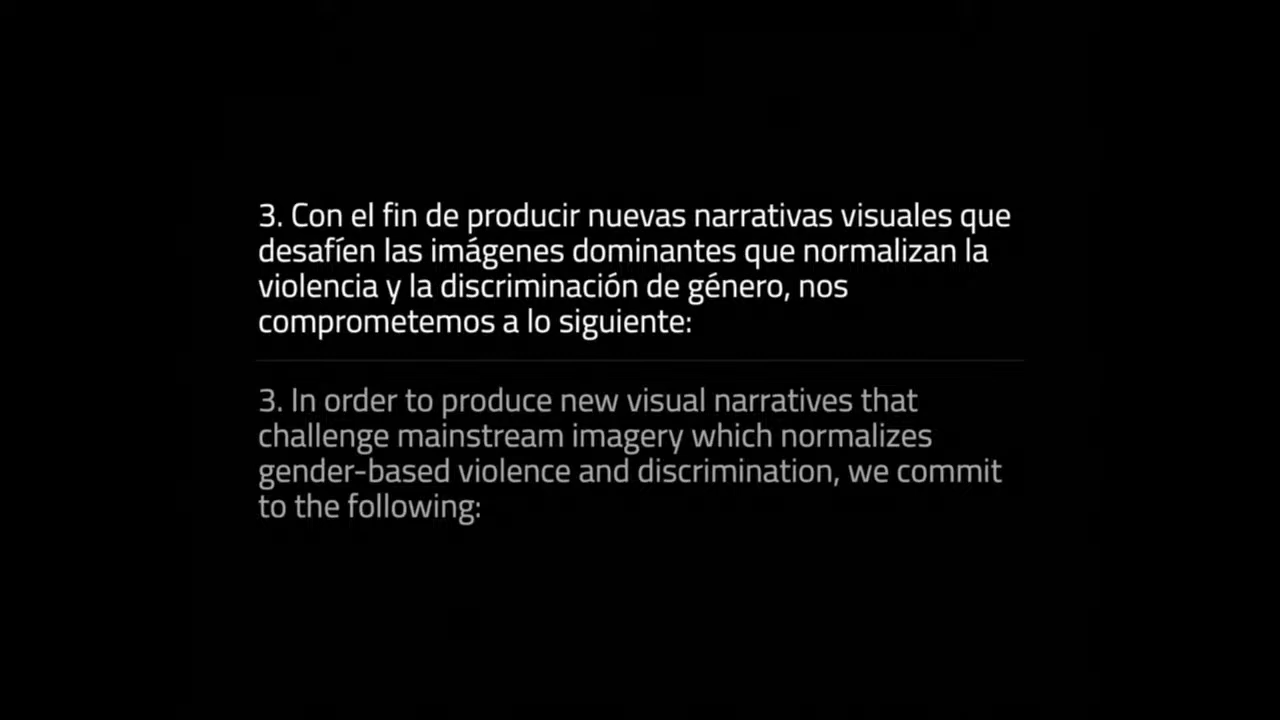 3. Con el fin de producir nuevas narrativas visuales que
desafíen las imágenes dominantes que normalizan la
violencia y la discriminación de género, nos
comprometemos a lo siguiente:
3. In order to produce new visual narratives that
challenge mainstream imagery which normalizes
gender-based violence and discrimination, we commit
to the following: